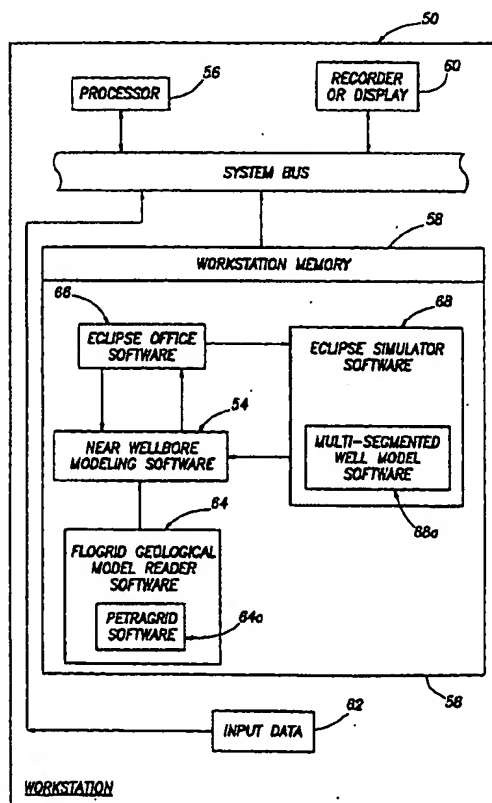 50
PROCESSOR
56
RECORDER
OR DISPLAY
60
SYSTEM BUS
58
WORKSTATION MEMORY
66
ECLIPSE OFFICE
SOFTWARE
68
ECLIPSE SIMULATOR
SOFTWARE
54
NEAR WELLBORE
MODELING SOFTWARE
MULTI-SEGMENTED
WELL MODEL
SOFTWARE
68a
64
FLOGRID GEOLOGICAL
MODEL READER
SOFTWARE
PETRAGRID
SOFTWARE
64a
58
INPUT DATA
62
WORKSTATION